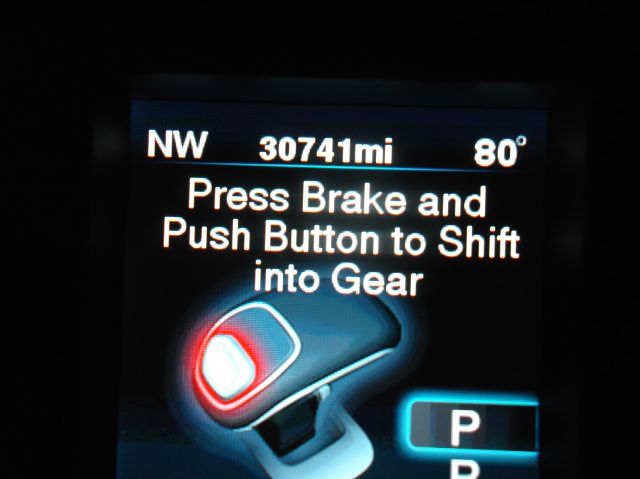 NW 30741mi 80°
Press Brake and
Push Button to Shift
into Gear
P